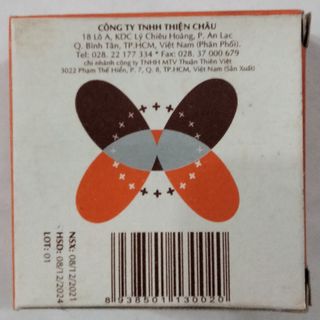 CÔNG TY TNHH THIỆN CHÂU
18 Lô A, KDC Lý Chiêu Hoàng, P. An Lạc
Q. Bình Tân, TP.HCM, Việt Nam (Phân Phối).
Tel: 028. 22 177 334 * Fax: 028. 37 000 679
chi nhánh công ty TNHH MTV Thuận Thiên Việt
3022 Phạm Thế Hiển, P. 7, Q. 8, TP.HCM, Việt Nam (Sản Xuất)
NSX: 08/12/2021
- HSD: 08/12/2024
LOT: 01
8 938501 130020